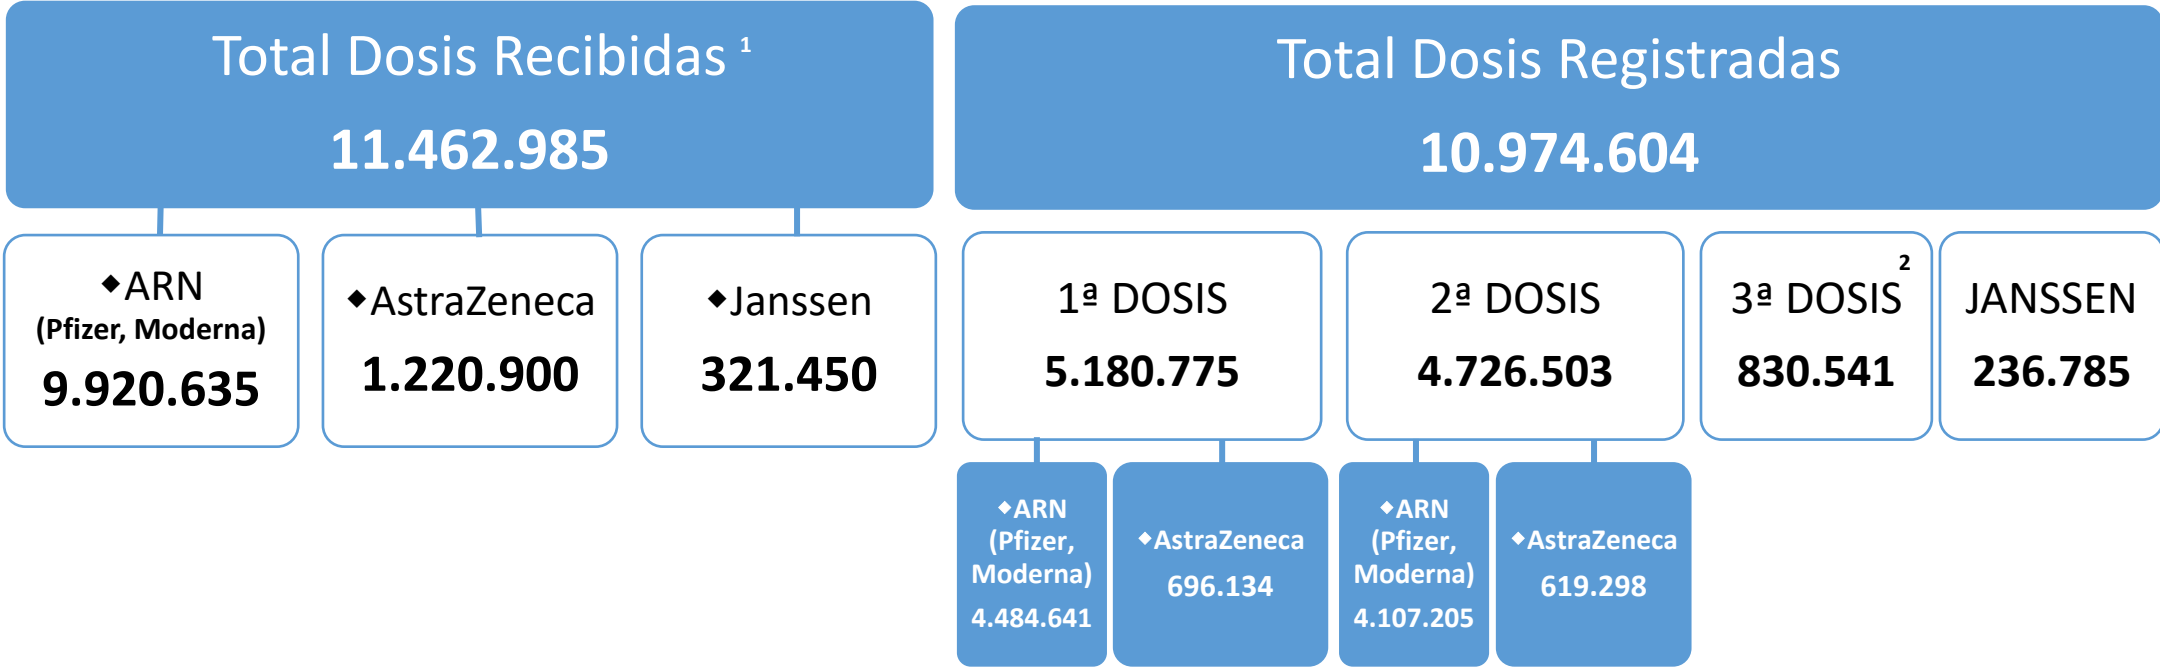 Total Dosis Recibidas ¹
11.462.985
◆ARN
(Pfizer, Moderna)
9.920.635
◆AstraZeneca
1.220.900
◆Janssen
321.450
Total Dosis Registradas
10.974.604
1ª DOSIS
5.180.775
2ª DOSIS
4.726.503
3ª DOSIS ²
830.541
JANSSEN
236.785
◆ARN
(Pfizer,
Moderna)
4.484.641
◆AstraZeneca
696.134
◆ARN
(Pfizer,
Moderna)
4.107.205
◆AstraZeneca
619.298